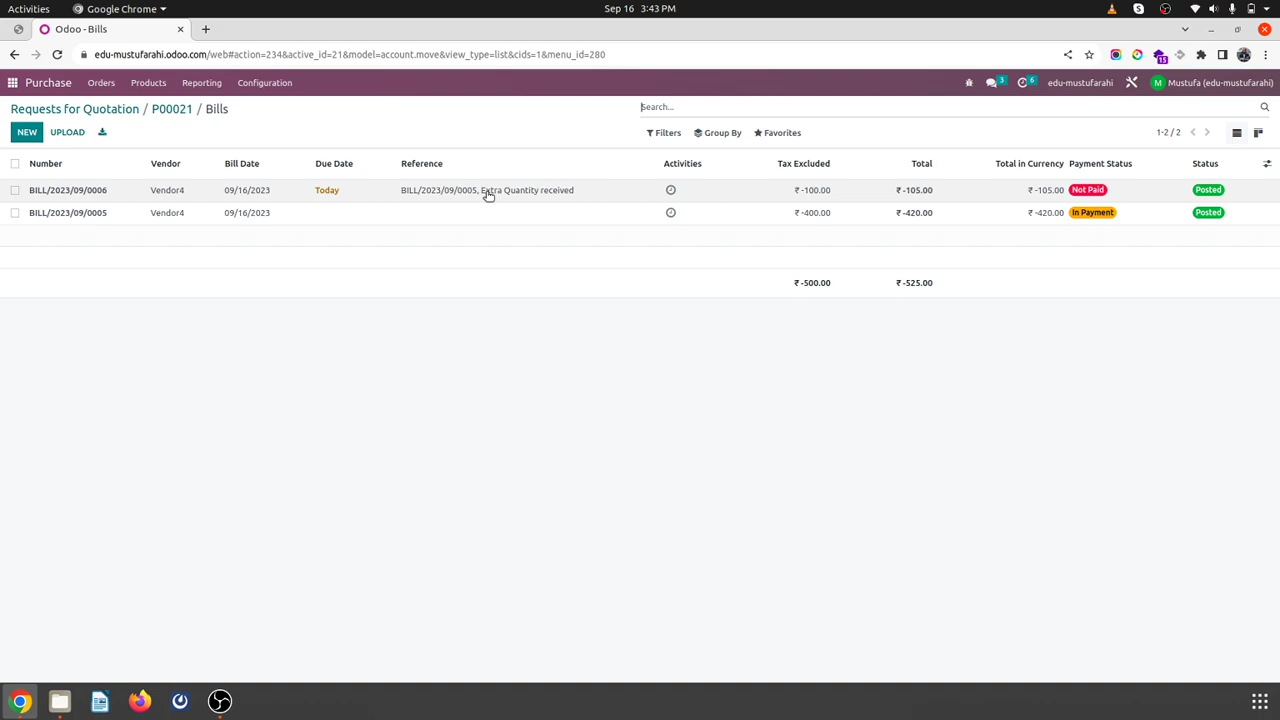 Activities Google Chrome Sep 16 3:43 PM
Odoo - Bills
edu-mustufarahi.odoo.com/web#action=234&active_id=21&model=account.move&view_type=list&cids=1&menu_id=280 15
Purchase Orders Products Reporting Configuration 3 6 edu-mustufarahi M Mustufa (edu-mustufarahi)
Requests for Quotation / P00021 / Bills Search...
NEW UPLOAD Filters Group By Favorites 1-2 / 2
Number Vendor Bill Date Due Date Reference Activities Tax Excluded Total Total in Currency Payment Status Status
BILL/2023/09/0006 Vendor4 09/16/2023 Today BILL/2023/09/0005, Extra Quantity received ₹ -100.00 ₹ -105.00 ₹ -105.00 Not Paid Posted
BILL/2023/09/0005 Vendor4 09/16/2023 ₹ -400.00 ₹ -420.00 ₹ -420.00 In Payment Posted
₹ -500.00 ₹ -525.00